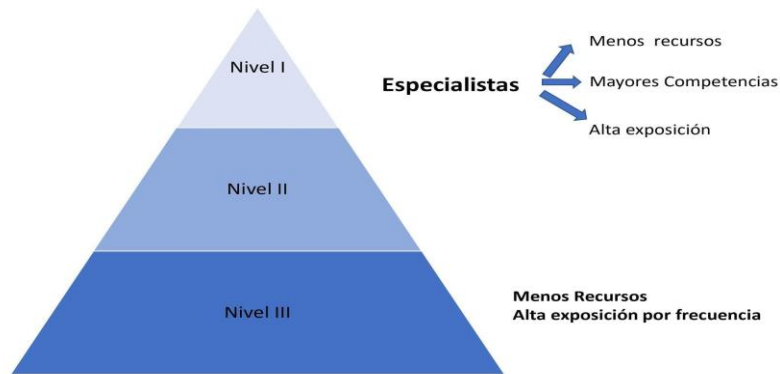 Nivel I
Especialistas
Menos recursos
Mayores Competencias
Alta exposición
Nivel II
Nivel III
Menos Recursos
Alta exposición por frecuencia